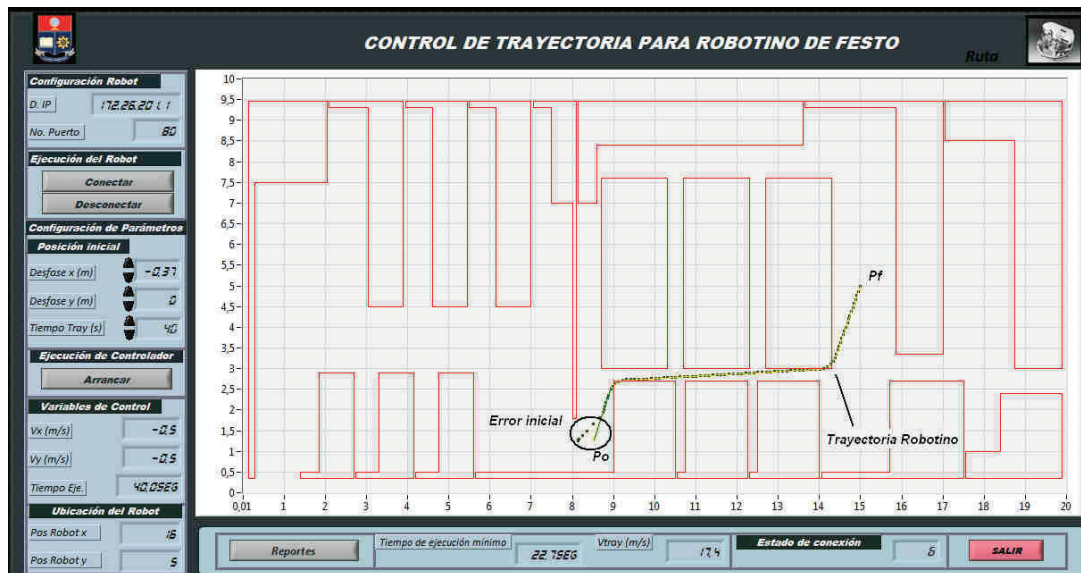 CONTROL DE TRAYECTORIA PARA ROBOTINO DE FESTO
Ruta
Configuración Robot
D. IP
No. Puerto 80
Ejecución del Robot
Conectar
Desconectar
Configuración de Parámetros
Posición inicial
Desfase x (m) -0,37
Desfase y (m) 0
Tiempo Tray (s) 40
Ejecución de Controlador
Arrancar
Variables de Control
Vx (m/s) -0,5
Vy (m/s) -0,5
Tiempo Eje. 40,0SEG
Ubicación del Robot
Pos Robot x 16
Pos Robot y 5
10
9,5
9
8,5
8
7,5
7
6,5
6
5,5
5
4,5
4
3,5
3
2,5
2
1,5
1
0,5
0
0,01 1 2 3 4 5 6 7 8 9 10 11 12 13 14 15 16 17 18 19 20
Pf
Error inicial
Po
Trayectoria Robotino
Reportes
Tiempo de ejecución mínimo 22,7SEG
Vtray (m/s) 17,4
Estado de conexión
SALIR